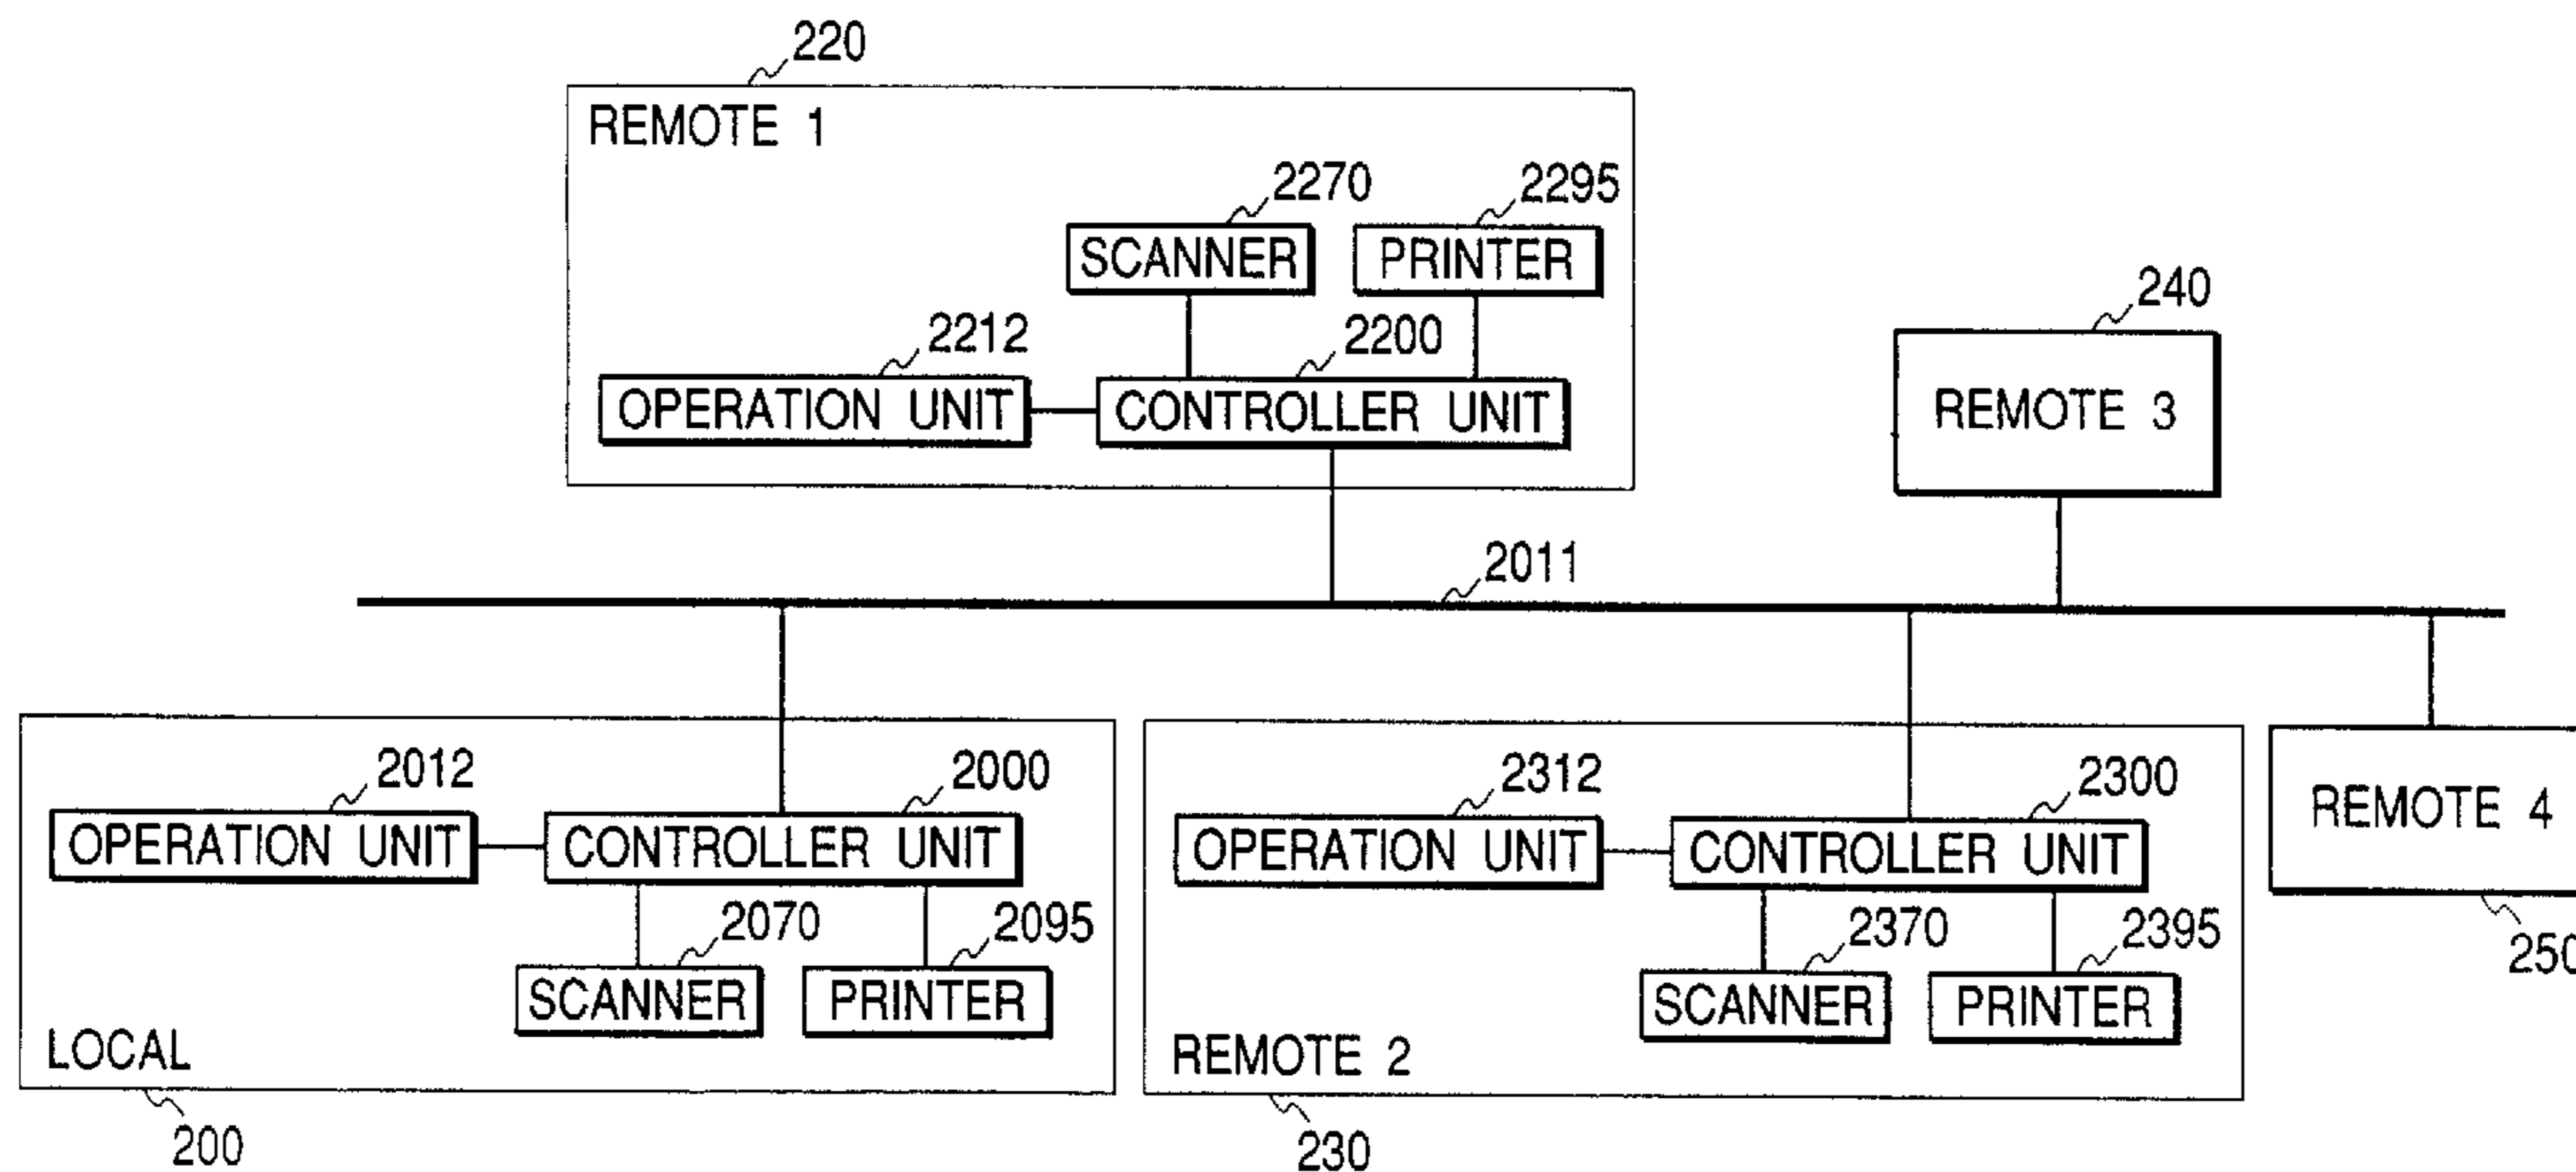 220
REMOTE 1
2270
2295
SCANNER
PRINTER
2212
2200
OPERATION UNIT
CONTROLLER UNIT
240
REMOTE 3
2011
2012
2000
OPERATION UNIT
CONTROLLER UNIT
2070
2095
SCANNER
PRINTER
LOCAL
200
2312
2300
OPERATION UNIT
CONTROLLER UNIT
2370
2395
SCANNER
PRINTER
REMOTE 2
230
REMOTE 4
250